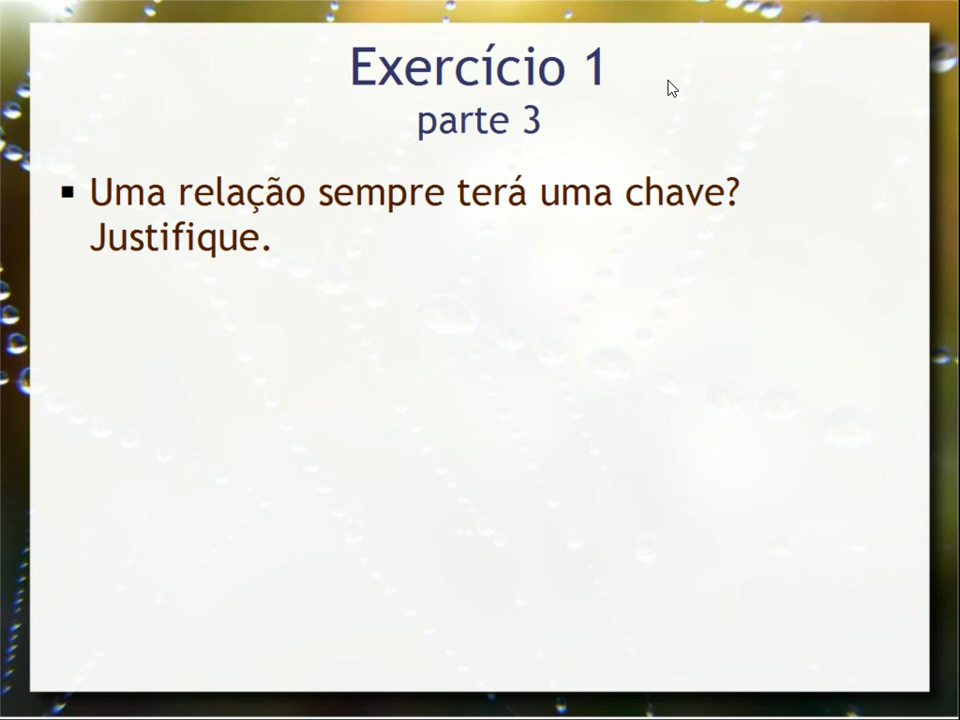 Exercício 1
parte 3
Uma relação sempre terá uma chave?
Justifique.